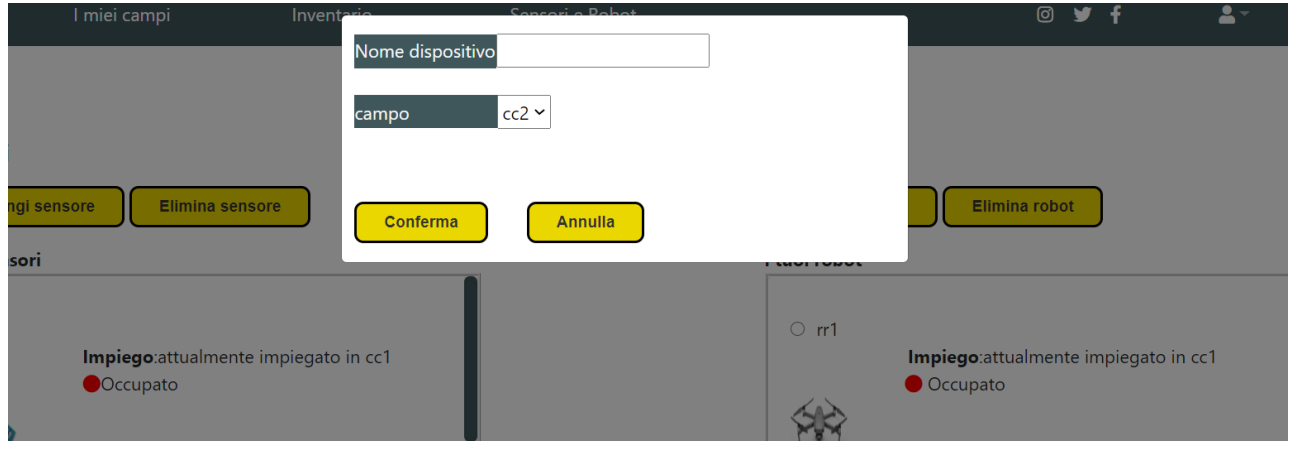 I miei campi Inventario Sensori e Robot
Nome dispositivo
campo cc2
ngi sensore Elimina sensore Elimina robot
Conferma Annulla
sori I tuoi robot
rr1
Impiego:attualmente impiegato in cc1 Impiego:attualmente impiegato in cc1
Occupato Occupato